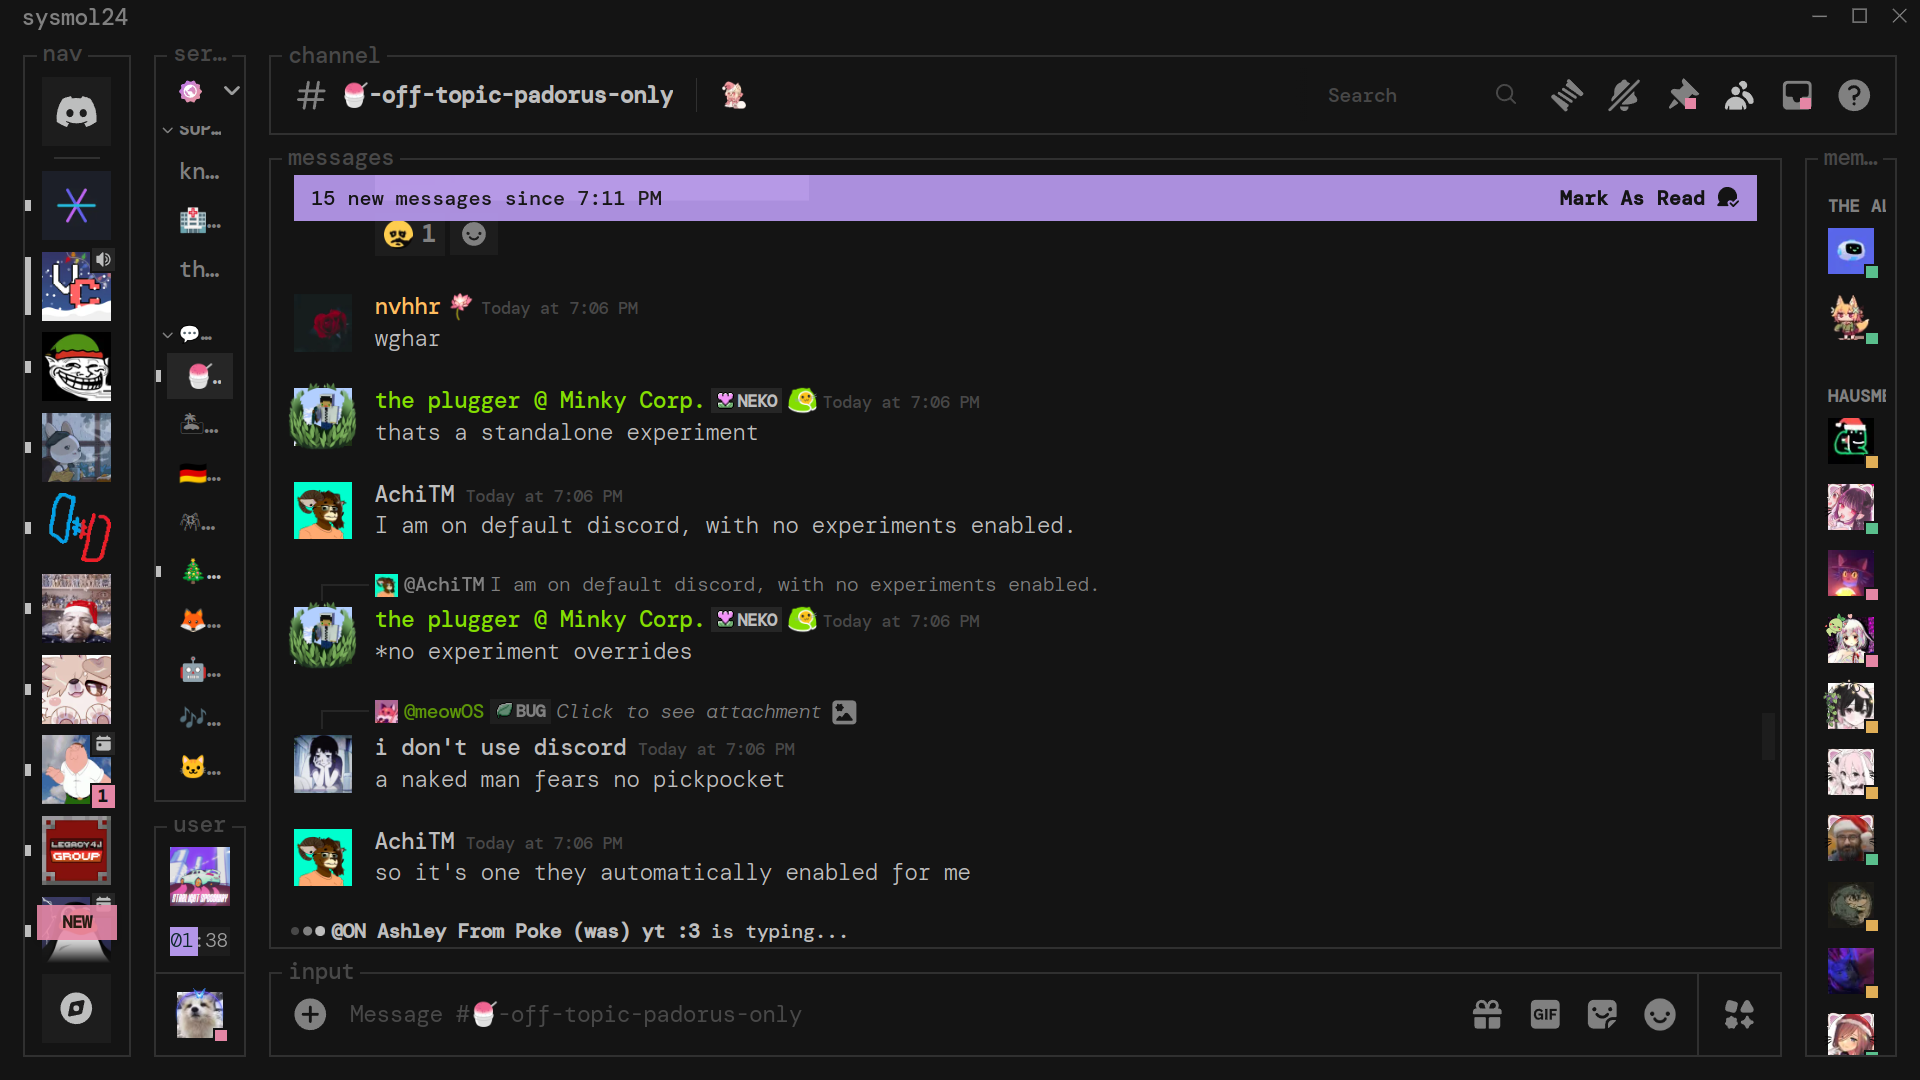 sysmol24
nav
ser...
channel
-off-topic-padorus-only
Search
SUP...
kn...
th...
messages
15 new messages since 7:11 PM
Mark As Read
mem...
1
THE AL
nvhhr Today at 7:06 PM
wghar
the plugger @ Minky Corp. NEKO Today at 7:06 PM
thats a standalone experiment
HAUSME
AchiTM Today at 7:06 PM
I am on default discord, with no experiments enabled.
@AchiTM I am on default discord, with no experiments enabled.
the plugger @ Minky Corp. NEKO Today at 7:06 PM
*no experiment overrides
@meowOS BUG Click to see attachment
i don't use discord Today at 7:06 PM
a naked man fears no pickpocket
AchiTM Today at 7:06 PM
so it's one they automatically enabled for me
@ON Ashley From Poke (was) yt :3 is typing...
input
Message # -off-topic-padorus-only
GIF
VC
1
LEGACY4J
GROUP
NEW
user
01:38